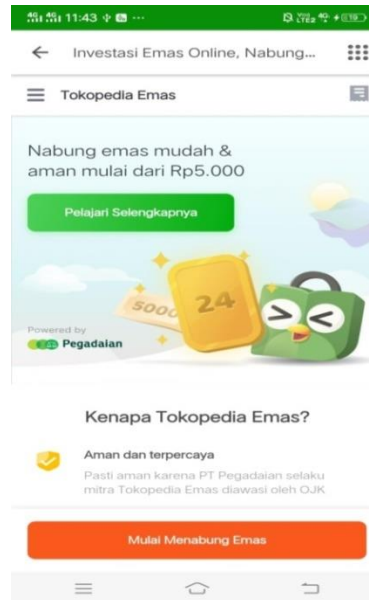 11:43
Investasi Emas Online, Nabung...
Tokopedia Emas
Nabung emas mudah &
aman mulai dari Rp5.000
Pelajari Selengkapnya
5000
24
Powered by
Pegadaian
Kenapa Tokopedia Emas?
Aman dan terpercaya
Pasti aman karena PT Pegadaian selaku
mitra Tokopedia Emas diawasi oleh OJK
Mulai Menabung Emas